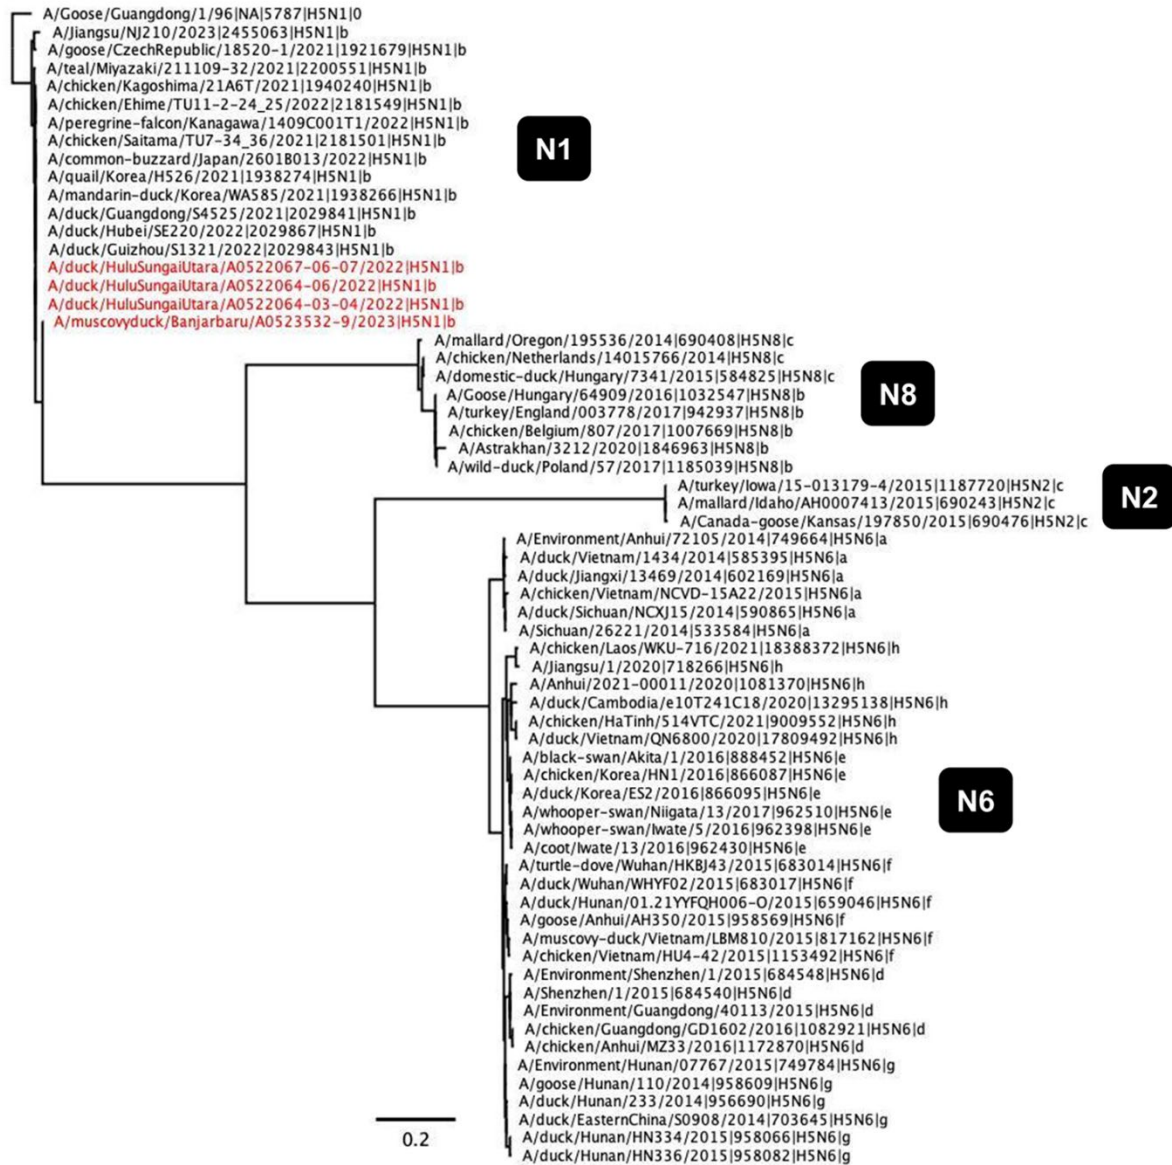 A/Goose/Guangdong/1/96|NA|5787|H5N1|0
A/Jiangsu/NJ210/2023|2455063|H5N1|b
A/goose/CzechRepublic/18520-1/2021|1921679|H5N1|b
A/teal/Miyazaki/211109-32/2021|2200551|H5N1|b
A/chicken/Kagoshima/21A6T/2021|1940240|H5N1|b
A/chicken/Ehime/TU11-2-24_25/2022|2181549|H5N1|b
A/peregrine-falcon/Kanagawa/1409C001T1/2022|H5N1|b
A/chicken/Saitama/TU7-34_36/2021|2181501|H5N1|b
A/common-buzzard/Japan/2601B013/2022|H5N1|b
A/quail/Korea/H526/2021|1938274|H5N1|b
A/mandarin-duck/Korea/WA585/2021|1938266|H5N1|b
A/duck/Guangdong/S4525/2021|2029841|H5N1|b
A/duck/Hubei/SE220/2022|2029867|H5N1|b
A/duck/Guizhou/S1321/2022|2029843|H5N1|b
A/duck/HuluSungaiUtara/A0522067-06-07/2022|H5N1|b
A/duck/HuluSungaiUtara/A0522064-06/2022|H5N1|b
A/duck/HuluSungaiUtara/A0522064-03-04/2022|H5N1|b
A/muscovyduck/Banjarbaru/A0523532-9/2023|H5N1|b
N1
A/mallard/Oregon/195536/2014|690408|H5N8|c
A/chicken/Netherlands/14015766/2014|H5N8|c
A/domestic-duck/Hungary/7341/2015|584825|H5N8|c
A/Goose/Hungary/64909/2016|1032547|H5N8|b
A/turkey/England/003778/2017|942937|H5N8|b
A/chicken/Belgium/807/2017|1007669|H5N8|b
A/Astrakhan/3212/2020|1846963|H5N8|b
A/wild-duck/Poland/57/2017|1185039|H5N8|b
N8
A/turkey/Iowa/15-013179-4/2015|1187720|H5N2|c
A/mallard/Idaho/AH0007413/2015|690243|H5N2|c
A/Canada-goose/Kansas/197850/2015|690476|H5N2|c
N2
A/Environment/Anhui/72105/2014|749664|H5N6|a
A/duck/Vietnam/1434/2014|585395|H5N6|a
A/duck/Jiangxi/13469/2014|602169|H5N6|a
A/chicken/Vietnam/NCVD-15A22/2015|H5N6|a
A/duck/Sichuan/NCXJ15/2014|590865|H5N6|a
A/Sichuan/26221/2014|533584|H5N6|a
A/chicken/Laos/WKU-716/2021|18388372|H5N6|h
A/Jiangsu/1/2020|718266|H5N6|h
A/Anhui/2021-00011/2020|1081370|H5N6|h
A/duck/Cambodia/e10T241C18/2020|13295138|H5N6|h
A/chicken/HaTinh/514VTC/2021|9009552|H5N6|h
A/duck/Vietnam/QN6800/2020|17809492|H5N6|h
A/black-swan/Akita/1/2016|888452|H5N6|e
A/chicken/Korea/HN1/2016|866087|H5N6|e
A/duck/Korea/ES2/2016|866095|H5N6|e
A/whooper-swan/Niigata/13/2017|962510|H5N6|e
A/whooper-swan/Iwate/5/2016|962398|H5N6|e
A/coot/Iwate/13/2016|962430|H5N6|e
A/turtle-dove/Wuhan/HKBJ43/2015|683014|H5N6|f
A/duck/Wuhan/WHYF02/2015|683017|H5N6|f
A/duck/Hunan/01.21YYFQH006-O/2015|659046|H5N6|f
A/goose/Anhui/AH350/2015|958569|H5N6|f
A/muscovy-duck/Vietnam/LBM810/2015|817162|H5N6|f
A/chicken/Vietnam/HU4-42/2015|1153492|H5N6|f
A/Environment/Shenzhen/1/2015|684548|H5N6|d
A/Shenzhen/1/2015|684540|H5N6|d
A/Environment/Guangdong/40113/2015|H5N6|d
A/chicken/Guangdong/GD1602/2016|1082921|H5N6|d
A/chicken/Anhui/MZ33/2016|1172870|H5N6|d
A/Environment/Hunan/07767/2015|749784|H5N6|g
A/goose/Hunan/110/2014|958609|H5N6|g
A/duck/Hunan/233/2014|956690|H5N6|g
A/duck/EasternChina/S0908/2014|703645|H5N6|g
A/duck/Hunan/HN334/2015|958066|H5N6|g
A/duck/Hunan/HN336/2015|958082|H5N6|g
N6
0.2